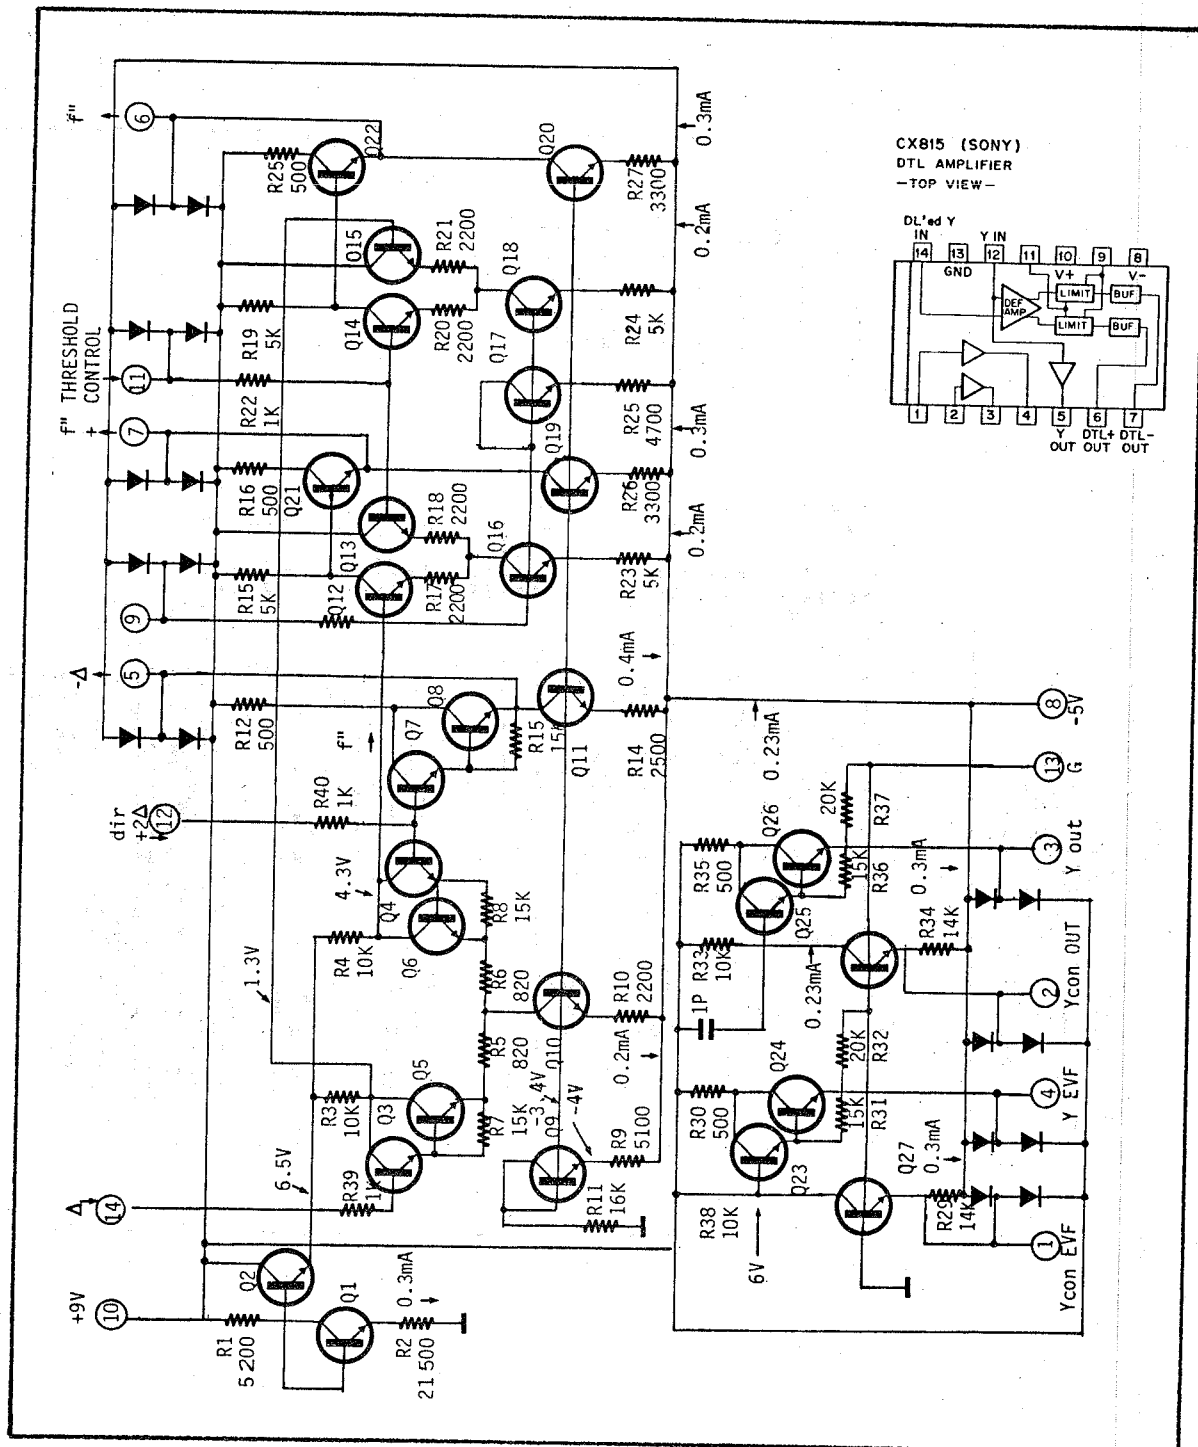 CX815 (SONY)
DTL AMPLIFIER
—TOP VIEW—
DL'ed Y
IN
Y IN
14
13
12
11
10
9
8
GND
V+
V-
DEF
AMP
LIMIT
BUF
LIMIT
BUF
1
2
3
4
5
6
7
Y
OUT
DTL+
OUT
DTL-
OUT
f"
6
f" THRESHOLD
CONTROL
11
+
7
9
-Δ
5
dir
+2Δ
12
Δ
14
+9V
10
R25
500
Q22
Q20
R27
3300
0.3mA
Q15
R21
2200
Q18
0.2mA
R19
5K
Q14
R20
2200
R24
5K
R22
1K
Q17
R25
4700
Q19
0.3mA
R16
500
Q21
R26
3300
Q13
R18
2200
Q16
0.2mA
R15
5K
Q12
R17
2200
R23
5K
0.4mA
R12
500
f"
Q7
Q8
R15
15K
Q11
R14
2500
R40
1K
4.3V
Q4
R4
10K
Q6
R8
15K
R6
820
R5
820
Q10
R10
2200
0.2mA
1.3V
R3
10K
Q3
Q5
R7
15K
-3.4V
Q9
-4V
R9
5100
R11
16K
6.5V
R39
1K
Q2
R1
5200
Q1
R2
21500
0.3mA
0.23mA
8
-5V
13
G
20K
R37
Q26
R35
500
15K
R36
0.3mA
3
Y out
Q25
R33
10K
0.23mA
R34
14K
2
Ycon OUT
1P
20K
R32
R30
500
Q24
15K
R31
4
Y EVF
Q23
Q27
0.3mA
R38
10K
6V
R29
14K
1
Ycon EVF